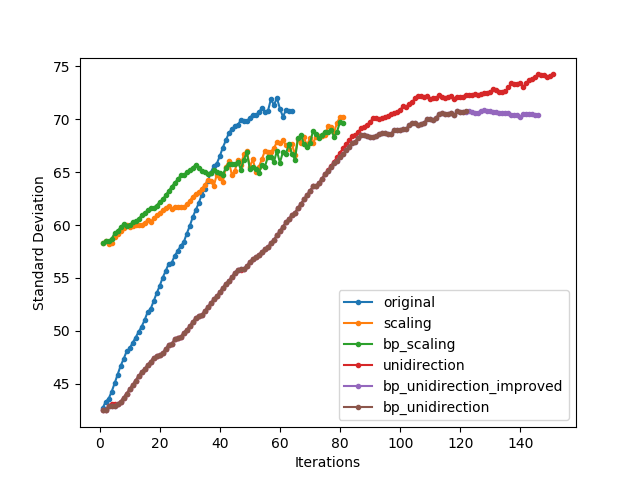 75
70
65
60
55
50
45
Standard Deviation
original
scaling
bp_scaling
unidirection
bp_unidirection_improved
bp_unidirection
0 20 40 60 80 100 120 140
Iterations